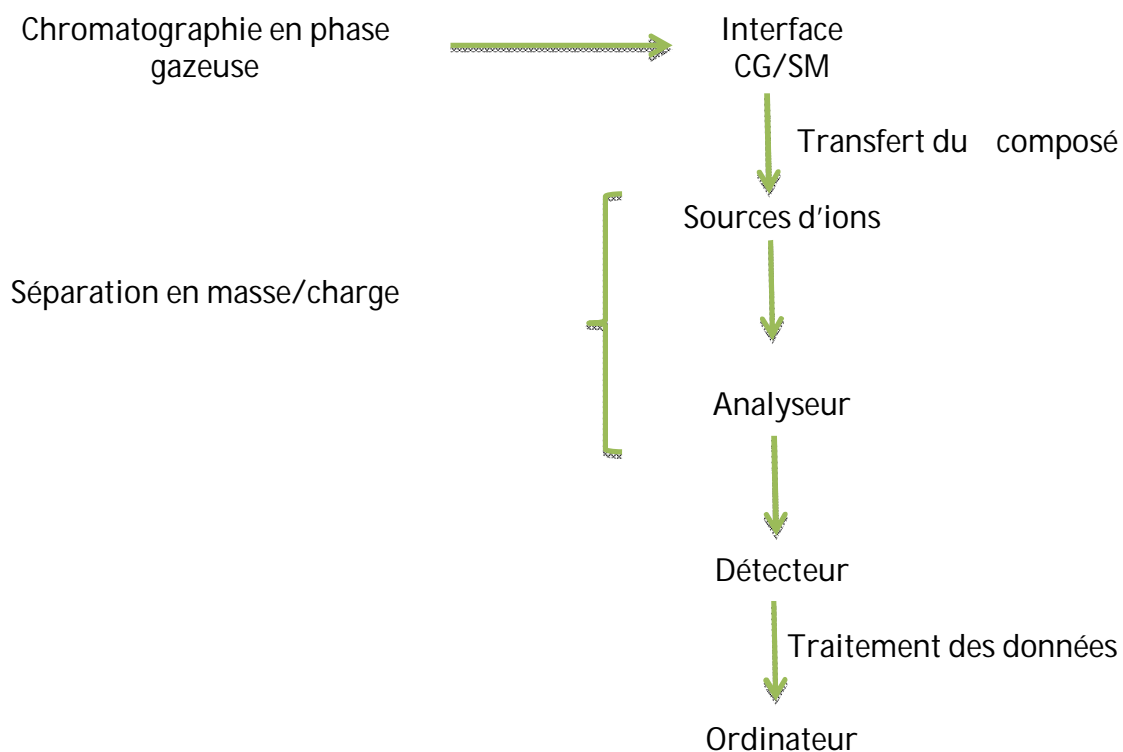 Chromatographie en phase
gazeuse
Interface
CG/SM
Transfert du composé
Sources d'ions
Séparation en masse/charge
Analyseur
Détecteur
Traitement des données
Ordinateur